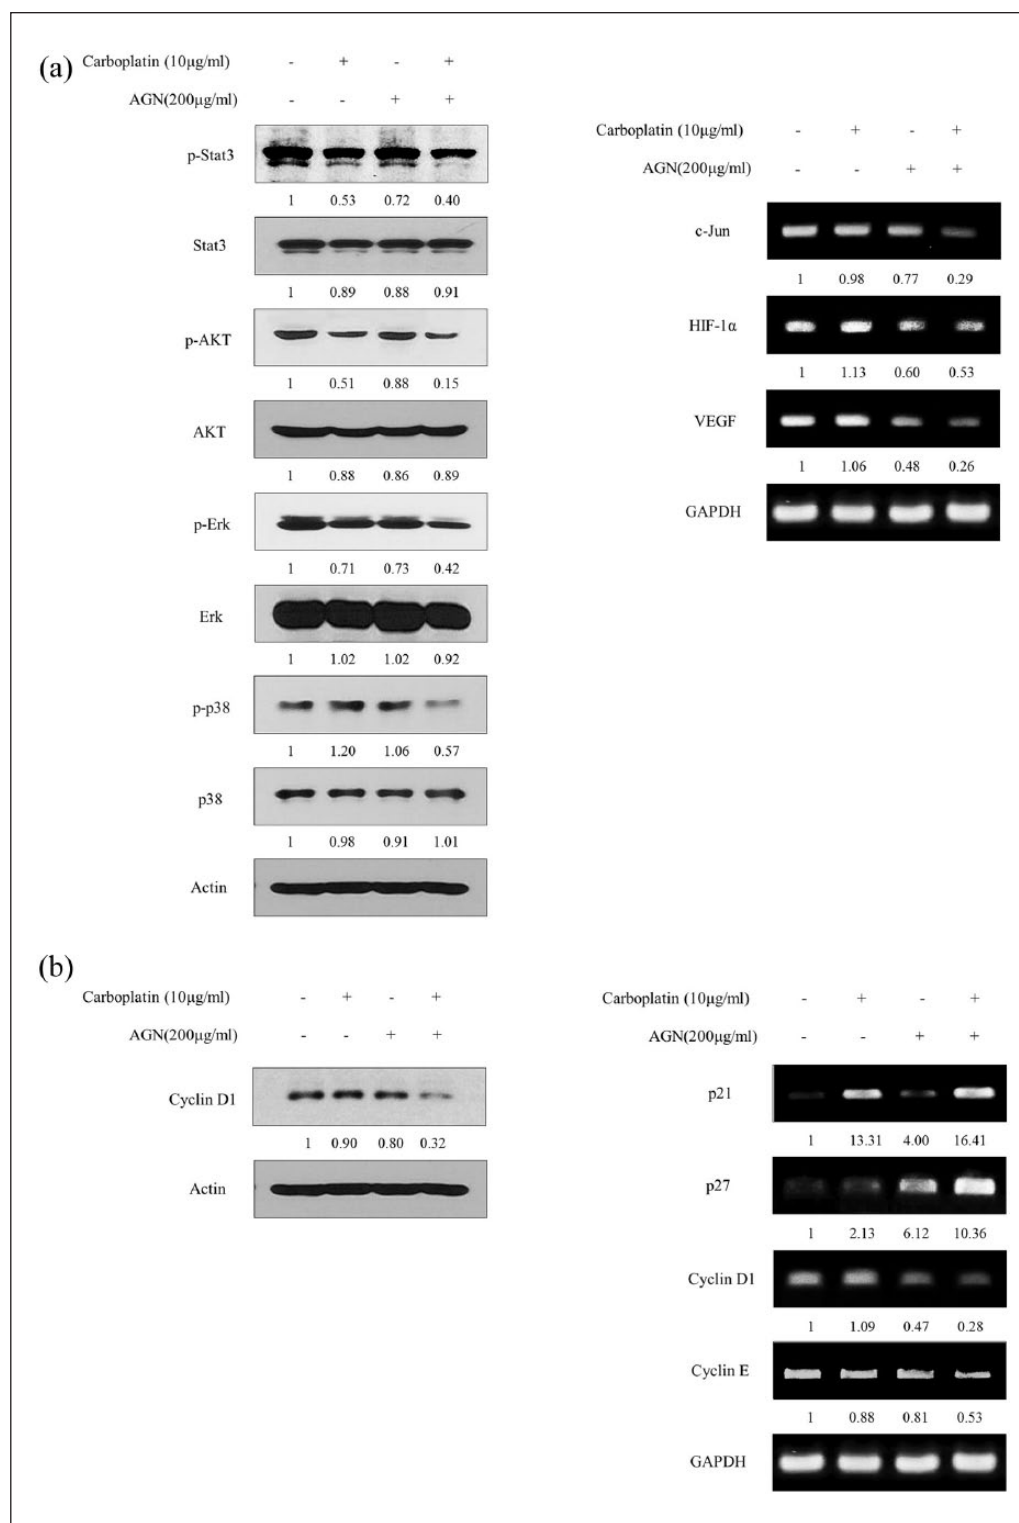 (a)
Carboplatin (10μg/ml) - + - +
AGN(200μg/ml) - - + +
p-Stat3
1 0.53 0.72 0.40
Stat3
1 0.89 0.88 0.91
p-AKT
1 0.51 0.88 0.15
AKT
1 0.88 0.86 0.89
p-Erk
1 0.71 0.73 0.42
Erk
1 1.02 1.02 0.92
p-p38
1 1.20 1.06 0.57
p38
1 0.98 0.91 1.01
Actin
Carboplatin (10μg/ml) - + - +
AGN(200μg/ml) - - + +
c-Jun
1 0.98 0.77 0.29
HIF-1α
1 1.13 0.60 0.53
VEGF
1 1.06 0.48 0.26
GAPDH
(b)
Carboplatin (10μg/ml) - + - +
AGN(200μg/ml) - - + +
Cyclin D1
1 0.90 0.80 0.32
Actin
Carboplatin (10μg/ml) - + - +
AGN(200μg/ml) - - + +
p21
1 13.31 4.00 16.41
p27
1 2.13 6.12 10.36
Cyclin D1
1 1.09 0.47 0.28
Cyclin E
1 0.88 0.81 0.53
GAPDH